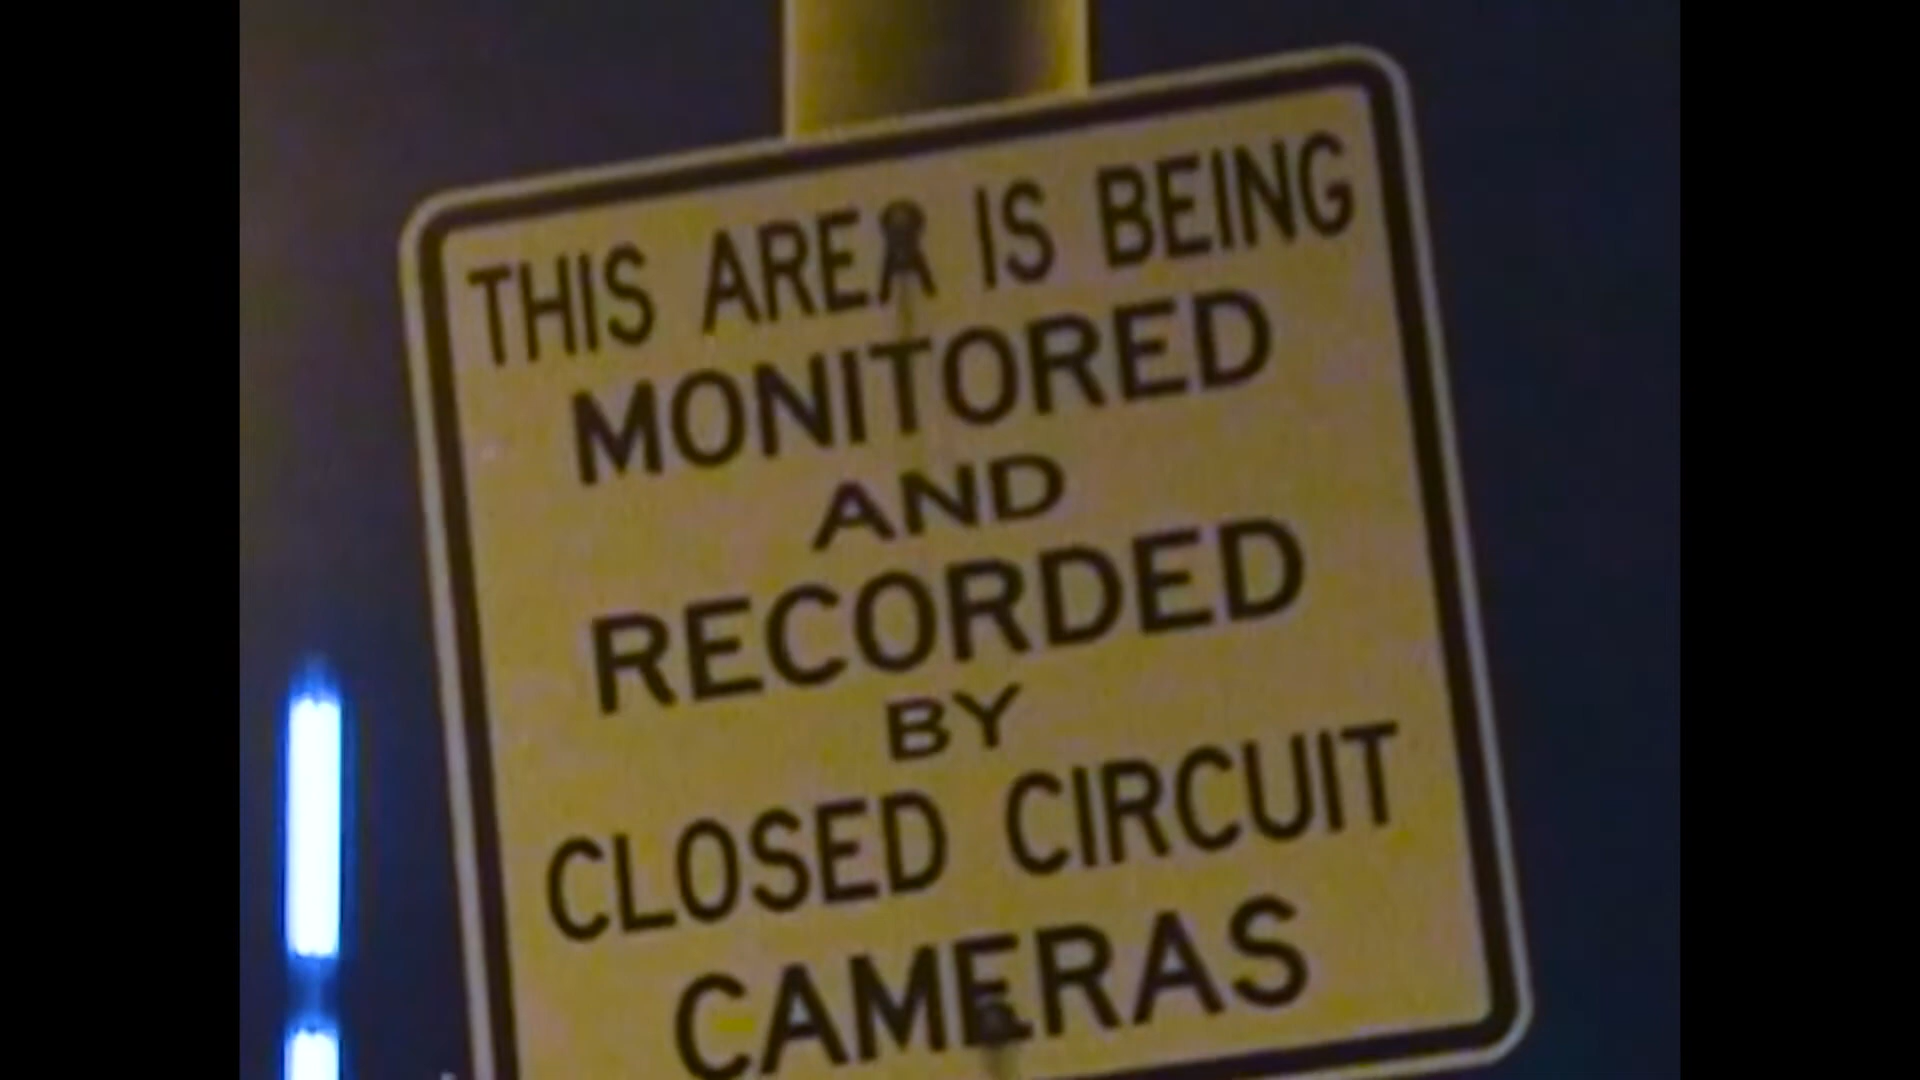 THIS AREA IS BEING
MONITORED
AND
RECORDED
BY
CLOSED CIRCUIT
CAMERAS